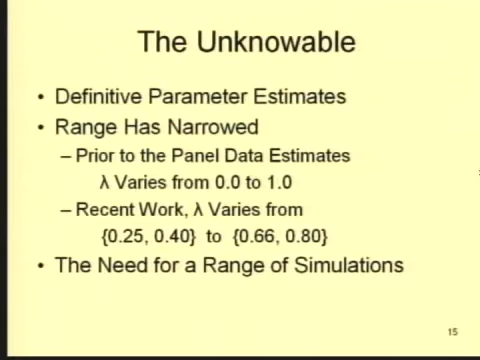 The Unknowable
• Definitive Parameter Estimates
• Range Has Narrowed
– Prior to the Panel Data Estimates
λ Varies from 0.0 to 1.0
– Recent Work, λ Varies from
{0.25, 0.40} to {0.66, 0.80}
• The Need for a Range of Simulations
15